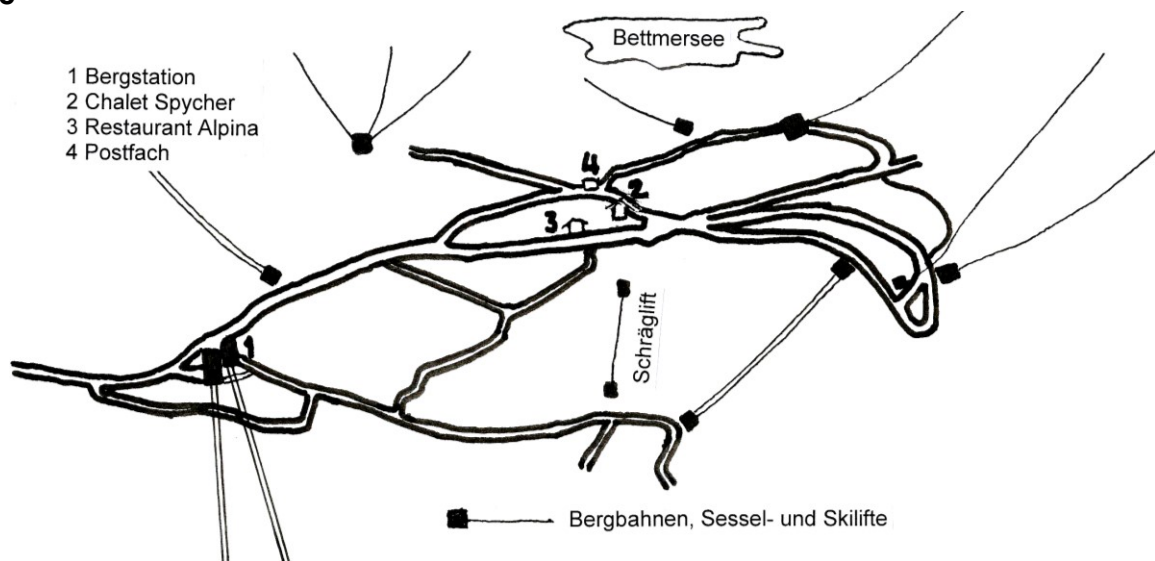 Bettmersee
1 Bergstation
2 Chalet Spycher
3 Restaurant Alpina
4 Postfach
4
2
3
1
Schräglift
Bergbahnen, Sessel- und Skilifte